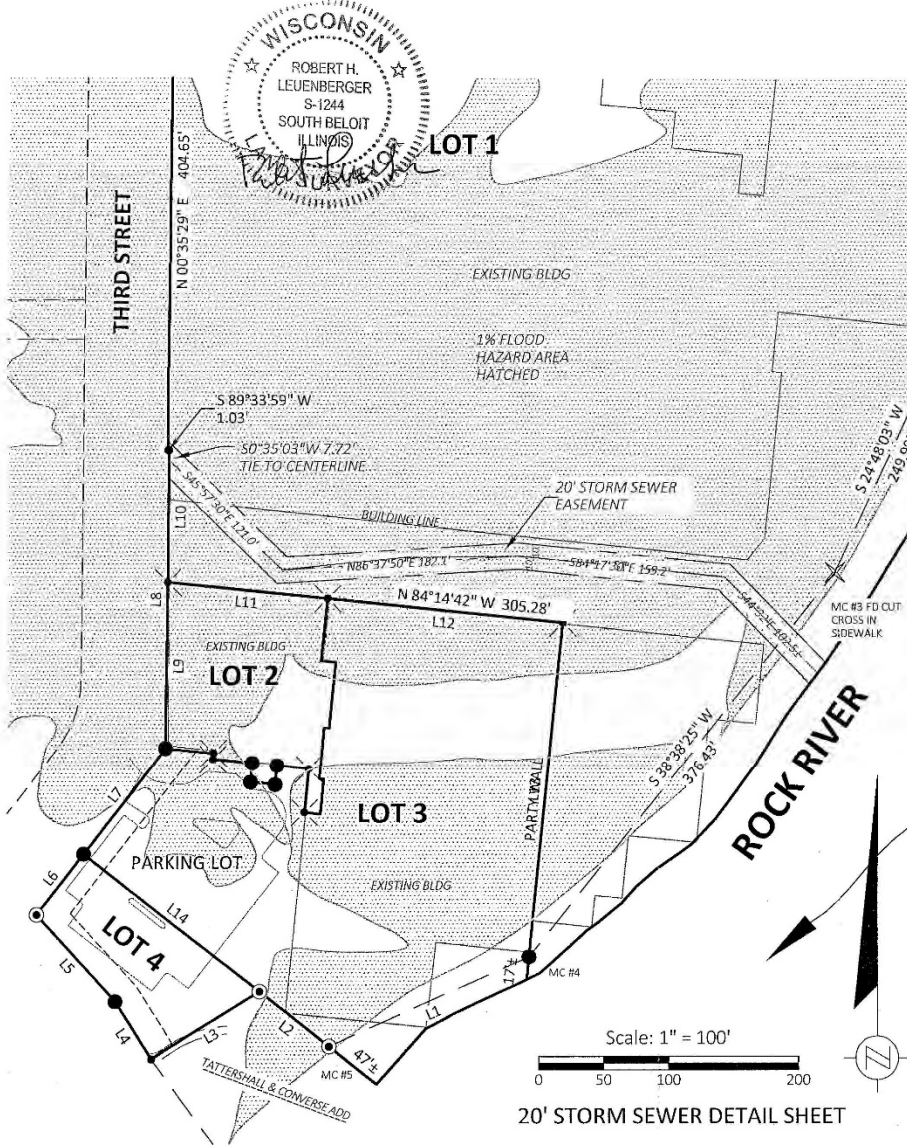 WISCONSIN
ROBERT H.
LEUENBERGER
S-1244
SOUTH BELOIT
ILLINOIS
LOT 1
THIRD STREET
N 00°35'29" E 404.65'
EXISTING BLDG
1% FLOOD
HAZARD AREA
HATCHED
S 89°33'59" W
1.03'
S0°35'03"W 7.72'
TIE TO CENTERLINE
S 24°48'03" W
S45°57'30"E 121.0'
20' STORM SEWER
EASEMENT
L10
BUILDING LINE
N86°37'50"E 182.1'
MC #3 FD CUT
CROSS IN
SIDEWALK
L8
L11
N 84°14'42" W 305.28'
L12
EXISTING BLDG
LOT 2
L9
S 38°38'25" W
376.43'
ROCK RIVER
L7
LOT 3
PARTY WALL
PARKING LOT
L6
EXISTING BLDG
L14
LOT 4
L5
17'±
MC #4
L4
L3
L2
L1
47'±
MC #5
TATTERSHALL & CONVERSE ADD
Scale: 1" = 100'
0 50 100 200
N
20' STORM SEWER DETAIL SHEET